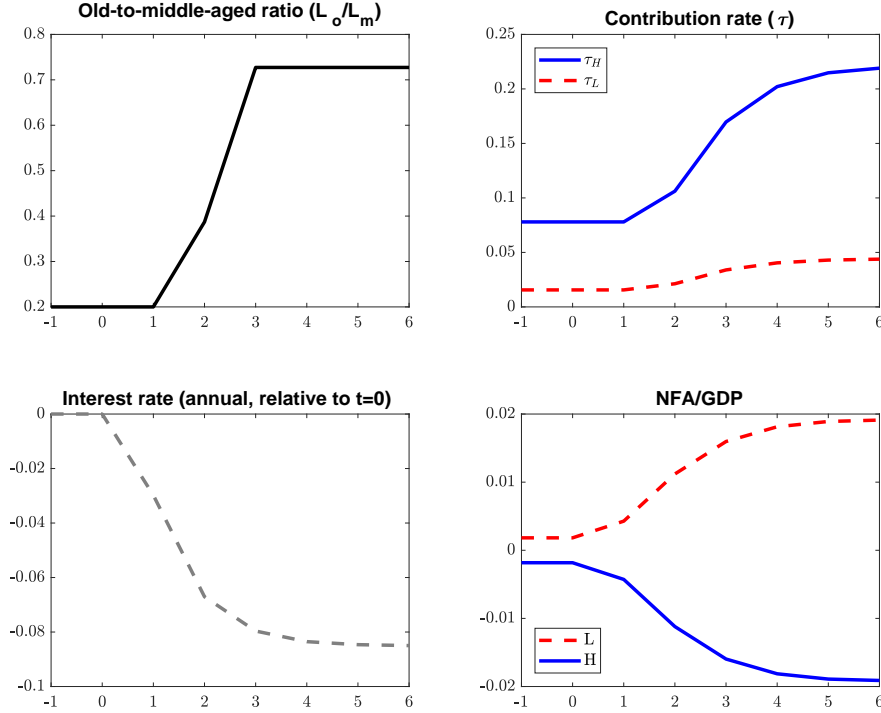 Old-to-middle-aged ratio (L_o/L_m)
0.8
0.7
0.6
0.5
0.4
0.3
0.2
-1 0 1 2 3 4 5 6
Contribution rate (τ)
0.25
0.2
0.15
0.1
0.05
0
-1 0 1 2 3 4 5 6
τ_H
τ_L
Interest rate (annual, relative to t=0)
0
-0.02
-0.04
-0.06
-0.08
-0.1
-1 0 1 2 3 4 5 6
NFA/GDP
0.02
0.01
0
-0.01
-0.02
-1 0 1 2 3 4 5 6
L
H